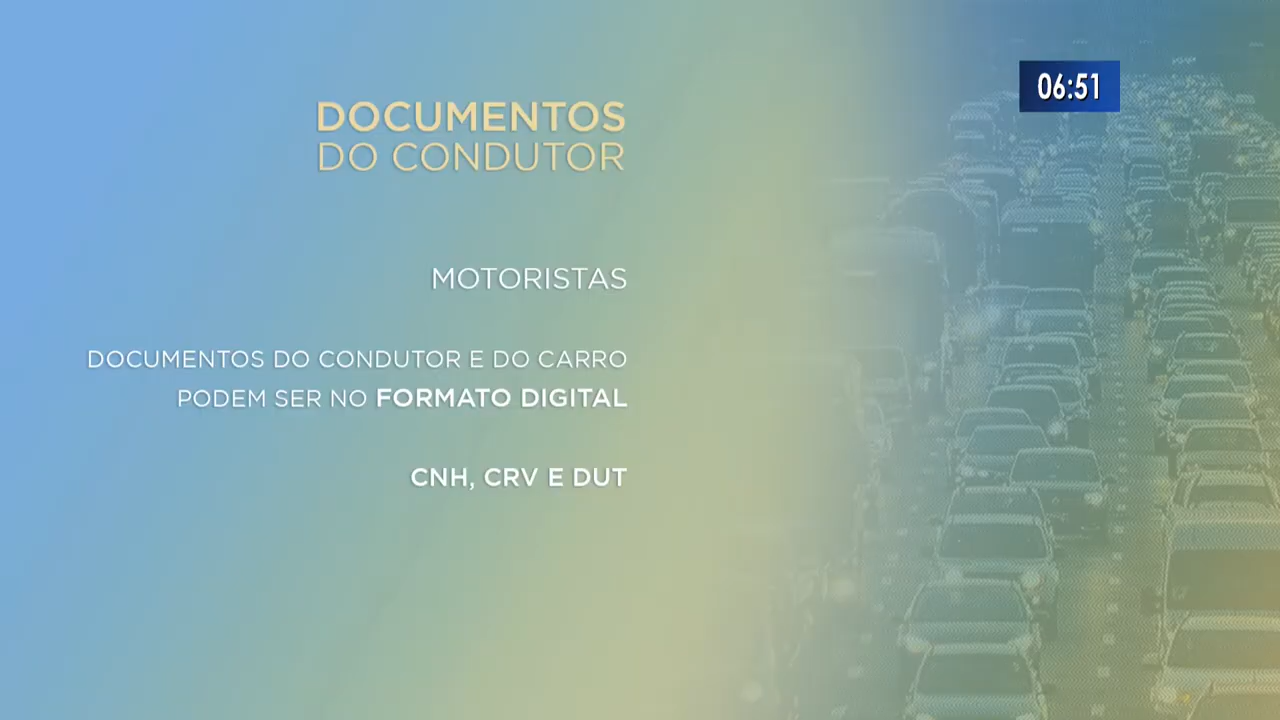 06:51
DOCUMENTOS
DO CONDUTOR
MOTORISTAS
DOCUMENTOS DO CONDUTOR E DO CARRO
PODEM SER NO FORMATO DIGITAL
CNH, CRV E DUT